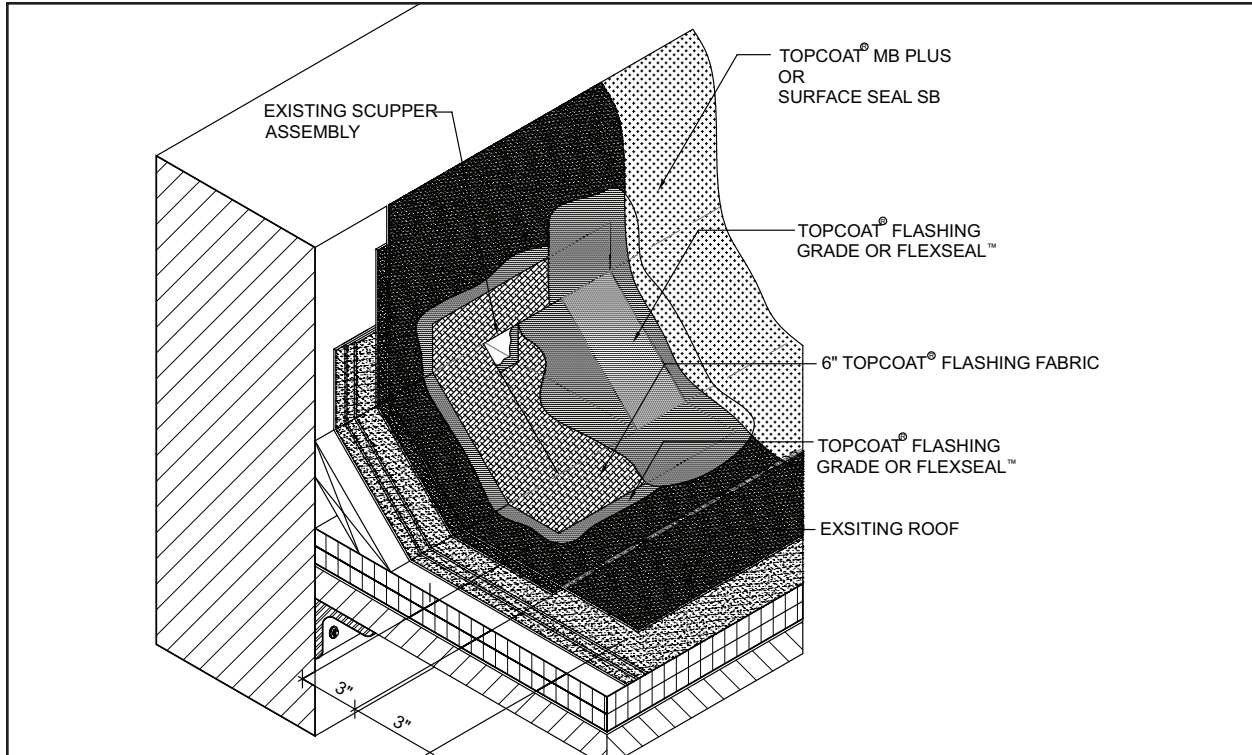 TOPCOAT® MB PLUS
OR
SURFACE SEAL SB
EXISTING SCUPPER
ASSEMBLY
TOPCOAT® FLASHING
GRADE OR FLEXSEAL™
6" TOPCOAT® FLASHING FABRIC
TOPCOAT® FLASHING
GRADE OR FLEXSEAL™
EXSITING ROOF
3"
3"